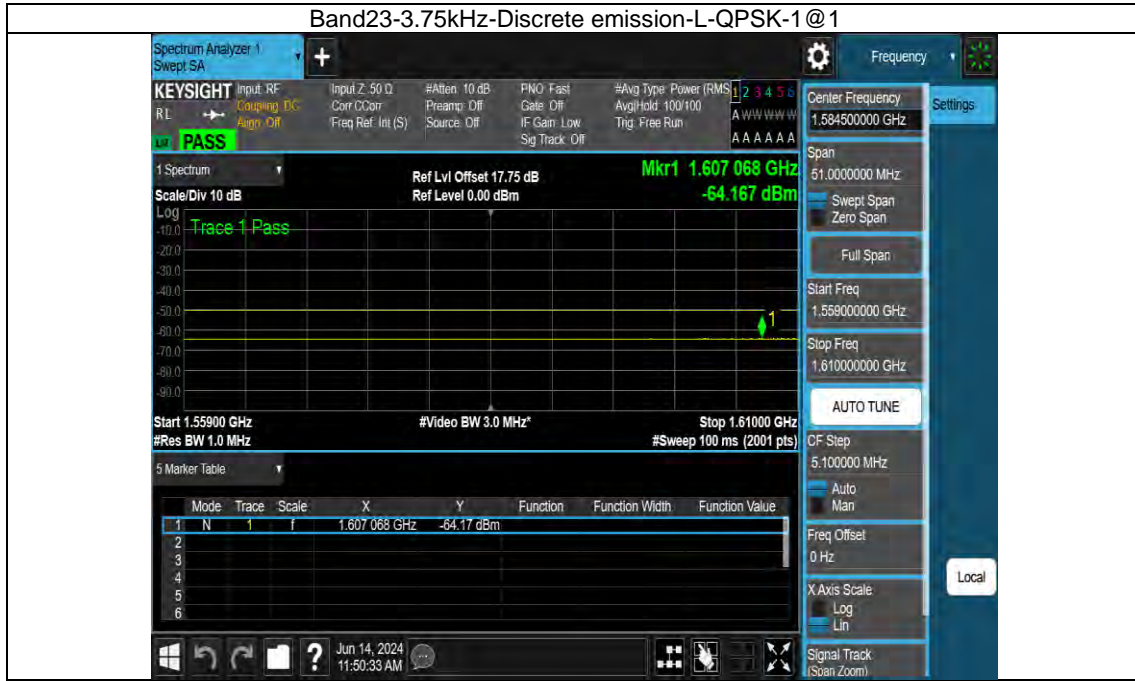 Band23-3.75kHz-Discrete emission-L-QPSK-1@1
Spectrum Analyzer 1
Swept SA
+
Frequency
KEYSIGHT
RL
Input: RF
Coupling: DC
Align: Off
Input Z: 50 Ω
Corr CCorr
Freq Ref: Int (S)
#Atten: 10 dB
Preamp: Off
Source: Off
PNO: Fast
Gate: Off
IF Gain: Low
Sig Track: Off
#Avg Type: Power (RMS
Avg|Hold: 100/100
Trig: Free Run
1 2 3 4 5 6
A W W W W W
A A A A A A
PASS
Center Frequency
1.584500000 GHz
Settings
1 Spectrum
Scale/Div 10 dB
Ref Lvl Offset 17.75 dB
Ref Level 0.00 dBm
Mkr1 1.607 068 GHz
-64.167 dBm
Span
51.0000000 MHz
Swept Span
Zero Span
Full Span
Log
Trace 1 Pass
-10.0
-20.0
-30.0
-40.0
-50.0
-60.0
-70.0
-80.0
-90.0
1
Start Freq
1.559000000 GHz
Stop Freq
1.610000000 GHz
AUTO TUNE
Start 1.55900 GHz
#Video BW 3.0 MHz*
Stop 1.61000 GHz
#Res BW 1.0 MHz
#Sweep 100 ms (2001 pts)
CF Step
5.100000 MHz
Auto
Man
5 Marker Table
Mode Trace Scale X Y Function Function Width Function Value
1 N 1 f 1.607 068 GHz -64.17 dBm
2
3
4
5
6
Freq Offset
0 Hz
X Axis Scale
Log
Lin
Local
Signal Track
(Span Zoom)
?
Jun 14, 2024
11:50:33 AM